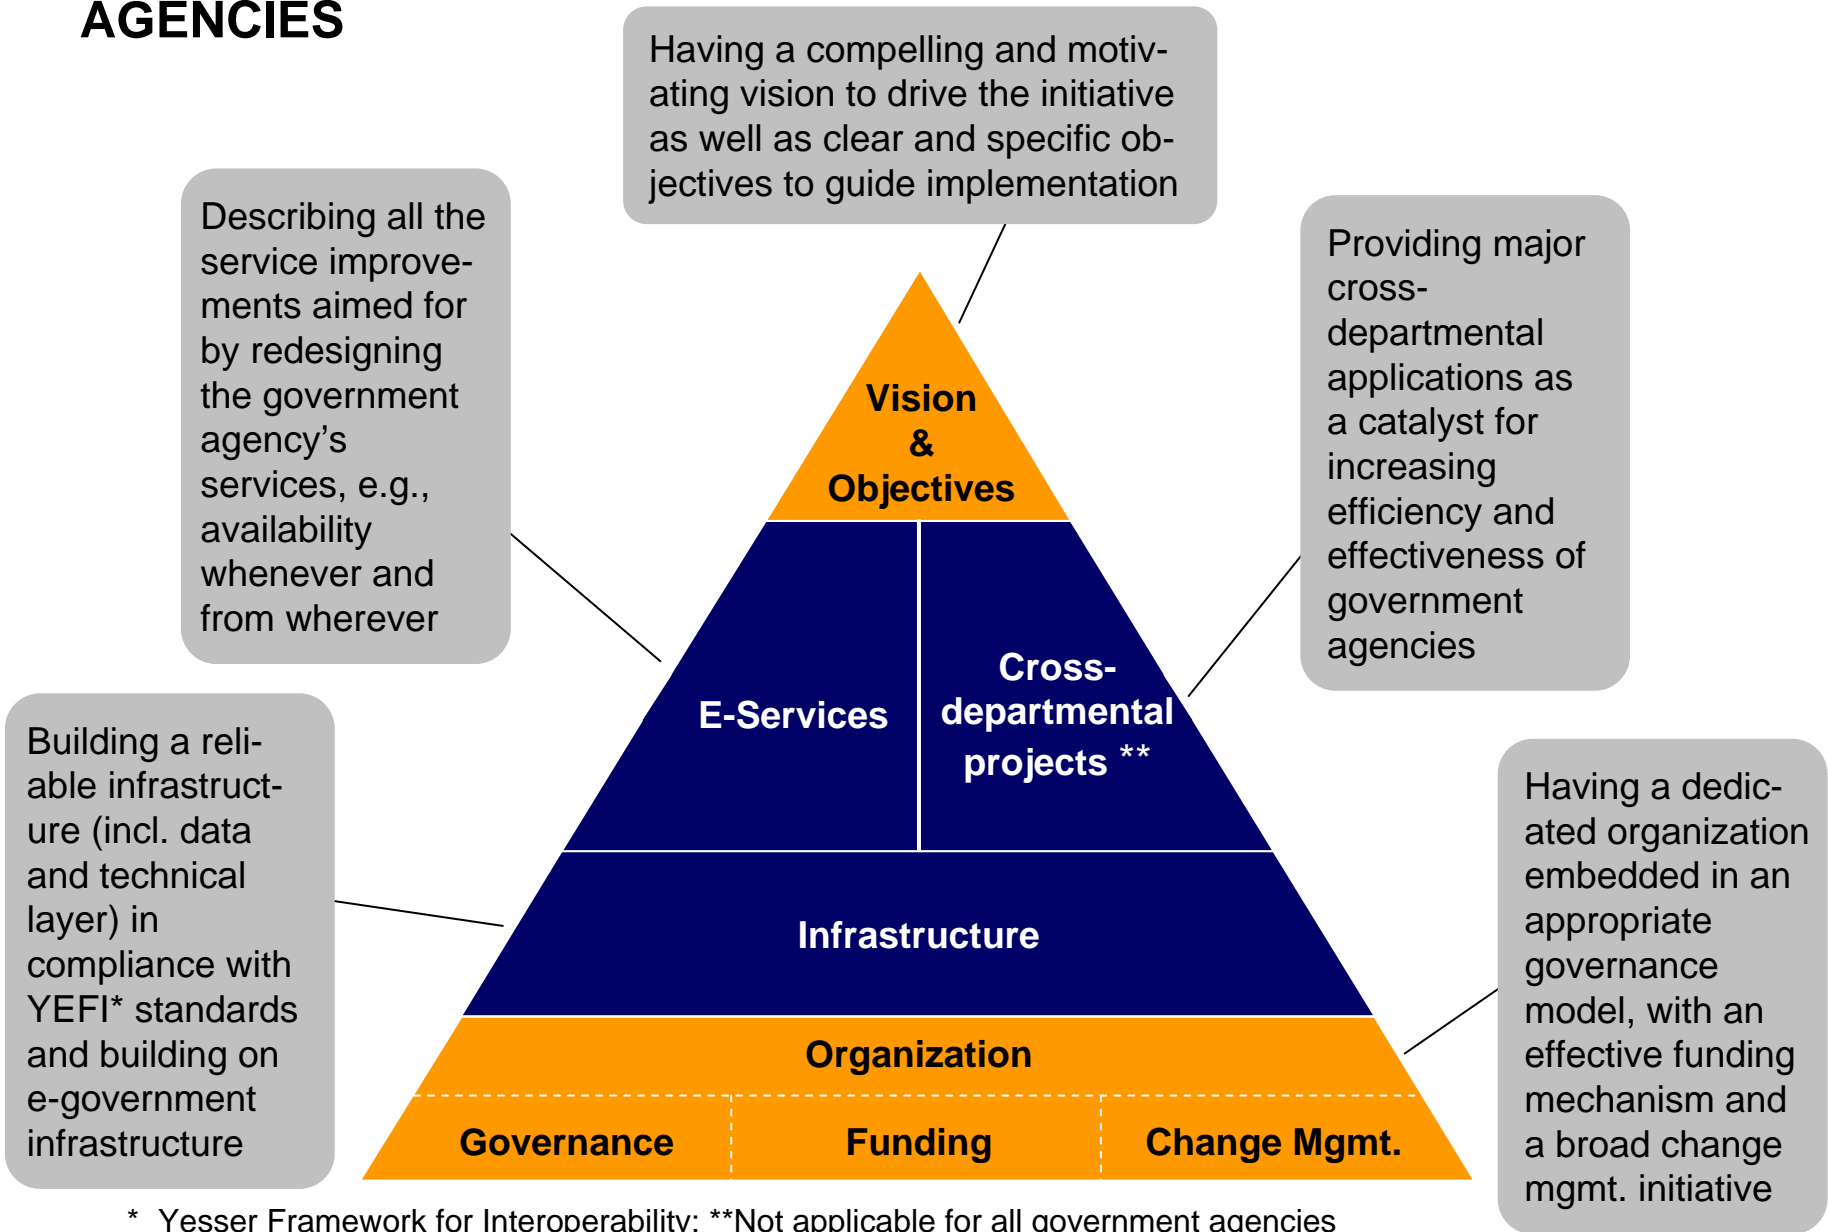 AGENCIES
Having a compelling and motiv-
ating vision to drive the initiative
as well as clear and specific ob-
jectives to guide implementation
Describing all the
service improve-
ments aimed for
by redesigning
the government
agency's
services, e.g.,
availability
whenever and
from wherever
Providing major
cross-
departmental
applications as
a catalyst for
increasing
efficiency and
effectiveness of
government
agencies
Vision
&
Objectives
E-Services
Cross-
departmental
projects **
Building a reli-
able infrastruct-
ure (incl. data
and technical
layer) in
compliance with
YEFI* standards
and building on
e-government
infrastructure
Having a dedic-
ated organization
embedded in an
appropriate
governance
model, with an
effective funding
mechanism and
a broad change
mgmt. initiative
Infrastructure
Organization
Governance
Funding
Change Mgmt.
* Yesser Framework for Interoperability; **Not applicable for all government agencies